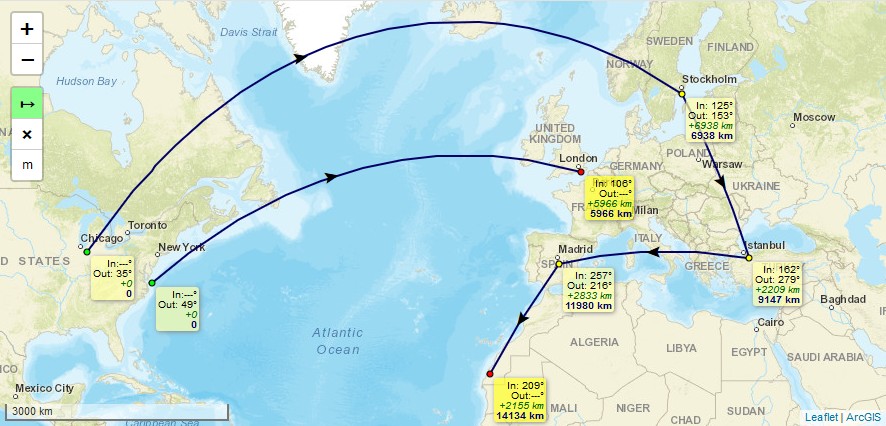 +
−
↦
×
m
Davis Strait
Hudson Bay
SWEDEN
FINLAND
NORWAY
Stockholm
In: 125°
Out: 153°
+6938 km
6938 km
Moscow
UNITED
KINGDOM
London
GERMANY
POLAND
Warsaw
UKRAINE
In: 106°
Out:---°
+5966 km
5966 km
Milan
Toronto
Chicago
New York
STATES
In:---°
Out: 35°
+0
0
In:---°
Out: 49°
+0
0
Madrid
ITALY
Istanbul
GREECE
In: 257°
Out: 216°
+2833 km
11980 km
In: 162°
Out: 279°
+2209 km
9147 km
Baghdad
Cairo
Atlantic
Ocean
ALGERIA
LIBYA
EGYPT
SAUDI ARABIA
In: 209°
Out:---°
+2155 km
14134 km
Mexico City
3000 km
MALI
NIGER
CHAD
SUDAN
Caribbean Sea
Leaflet | ArcGIS